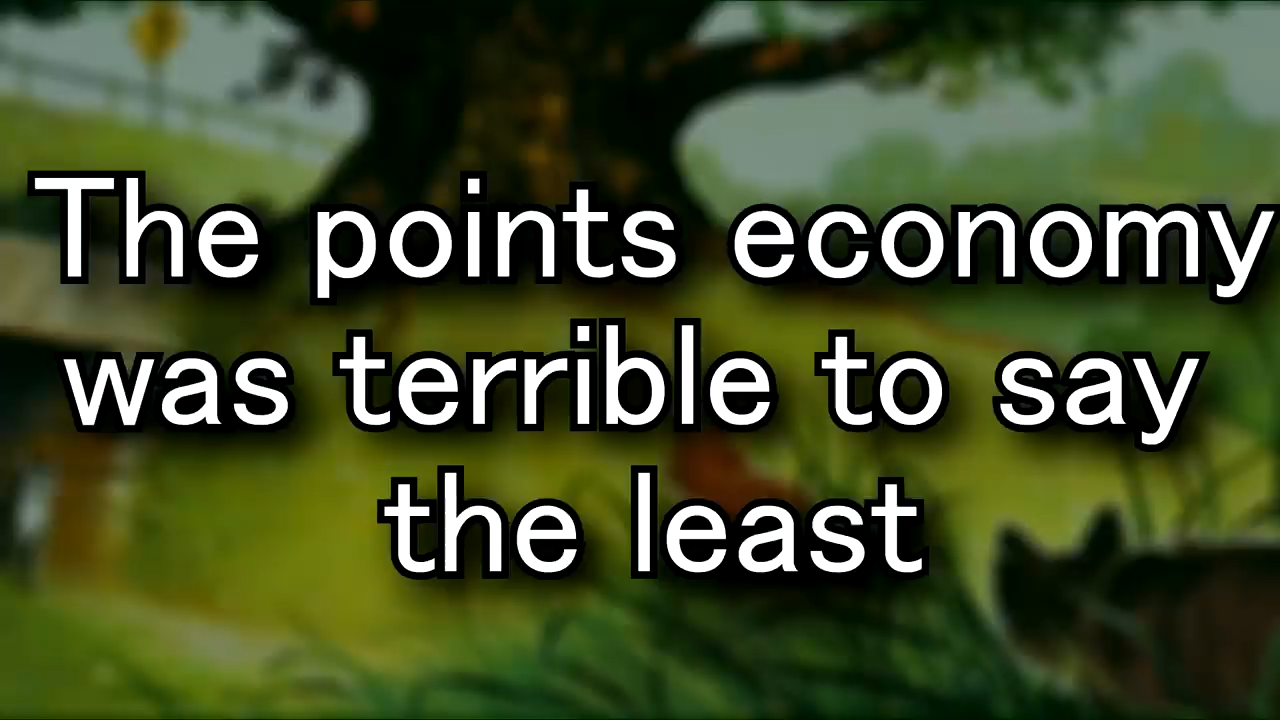 The points economy
was terrible to say
the least